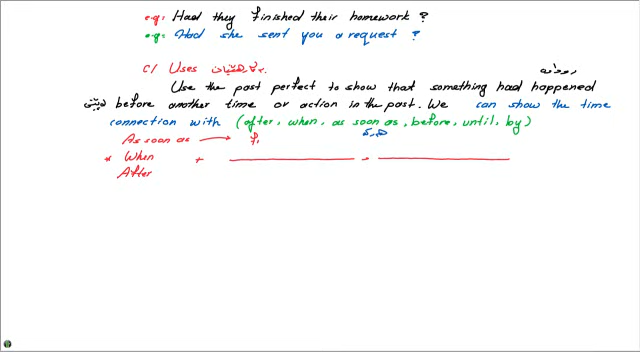 e.g: Had they finished their homework?
e.g: Had she sent you a request?
C/ Uses
Use the past perfect to show that something had happened
before another time or action in the past. We can show the time
connection with (after, when, as soon as, before, until, by)
As soon as →
* When + ________ , ________
After